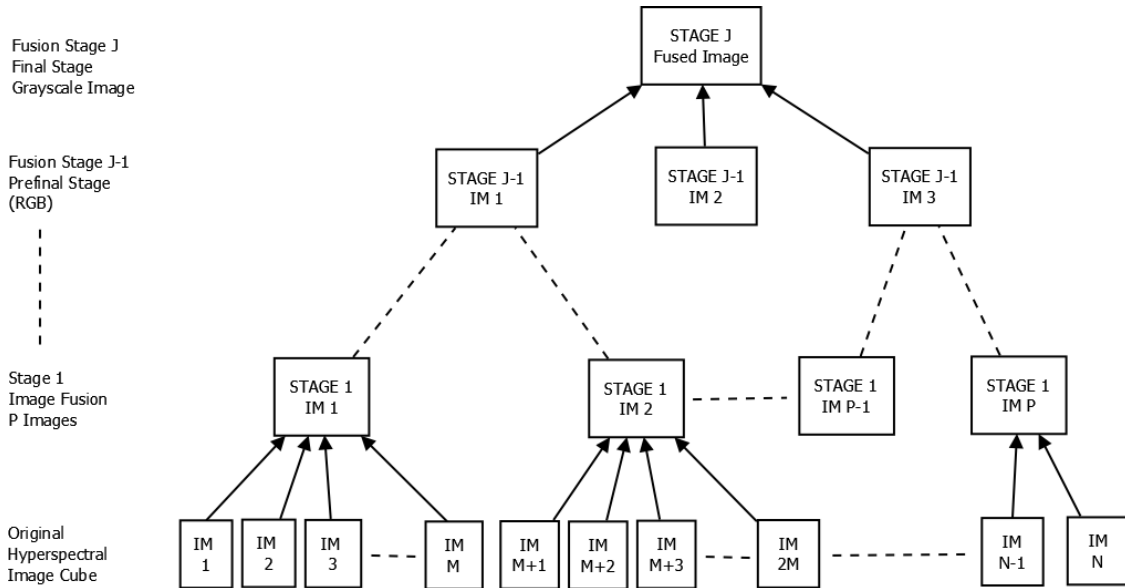 Fusion Stage J
Final Stage
Grayscale Image
STAGE J
Fused Image
Fusion Stage J-1
Prefinal Stage
(RGB)
STAGE J-1
IM 1
STAGE J-1
IM 2
STAGE J-1
IM 3
Stage 1
Image Fusion
P Images
STAGE 1
IM 1
STAGE 1
IM 2
STAGE 1
IM P-1
STAGE 1
IM P
Original
Hyperspectral
Image Cube
IM
1
IM
2
IM
3
IM
M
IM
M+1
IM
M+2
IM
M+3
IM
2M
IM
N-1
IM
N